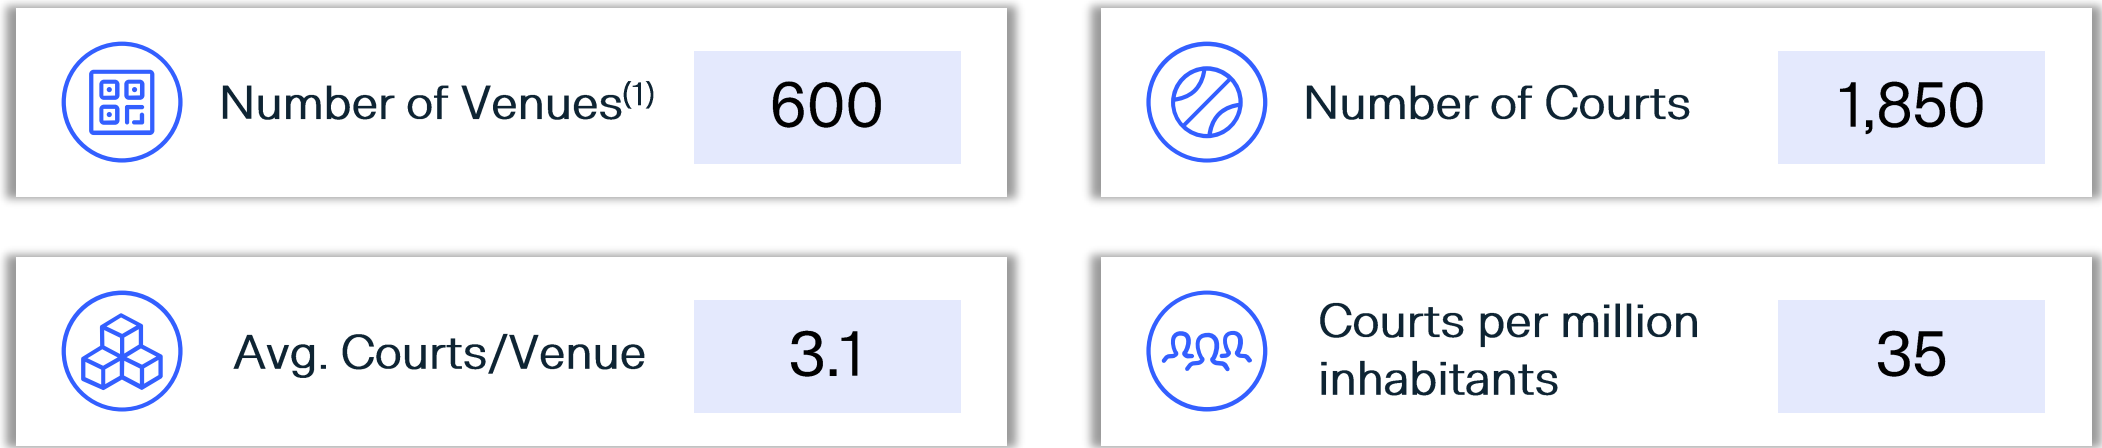 Number of Venues(1) 600
Number of Courts 1,850
Avg. Courts/Venue 3.1
Courts per million
inhabitants 35